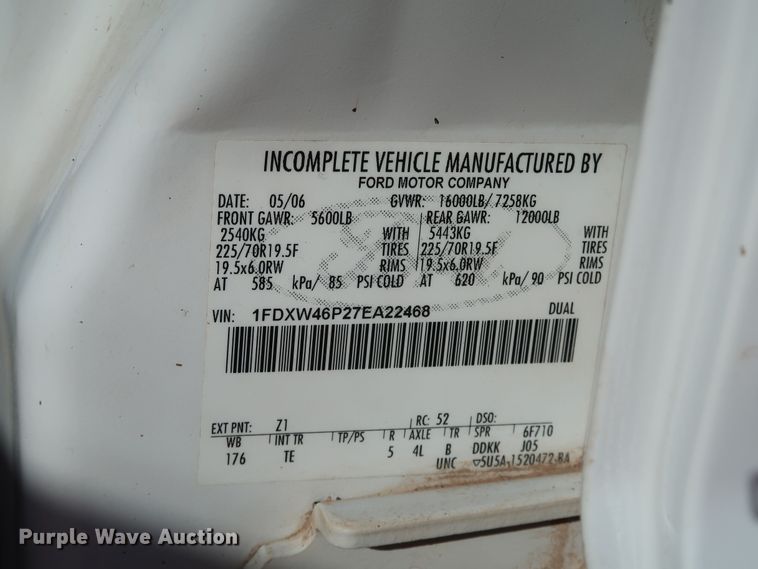 INCOMPLETE VEHICLE MANUFACTURED BY
FORD MOTOR COMPANY
DATE: 05/06 GVWR: 16000LB/ 7258KG
FRONT GAWR: 5600LB REAR GAWR: 12000LB
2540KG WITH 5443KG WITH
225/70R19.5F TIRES 225/70R19.5F TIRES
19.5x6.0RW RIMS 19.5x6.0RW RIMS
AT 585 kPa/ 85 PSI COLD AT 620 kPa/ 90 PSI COLD
VIN: 1FDXW46P27EA22468 DUAL
EXT PNT: Z1 RC: 52 DSO:
WB INT TR TP/PS R AXLE TR SPR 6F710
176 TE 5 4L B DDKK J05
UNC 5U5A-1520472-BA
Purple Wave Auction